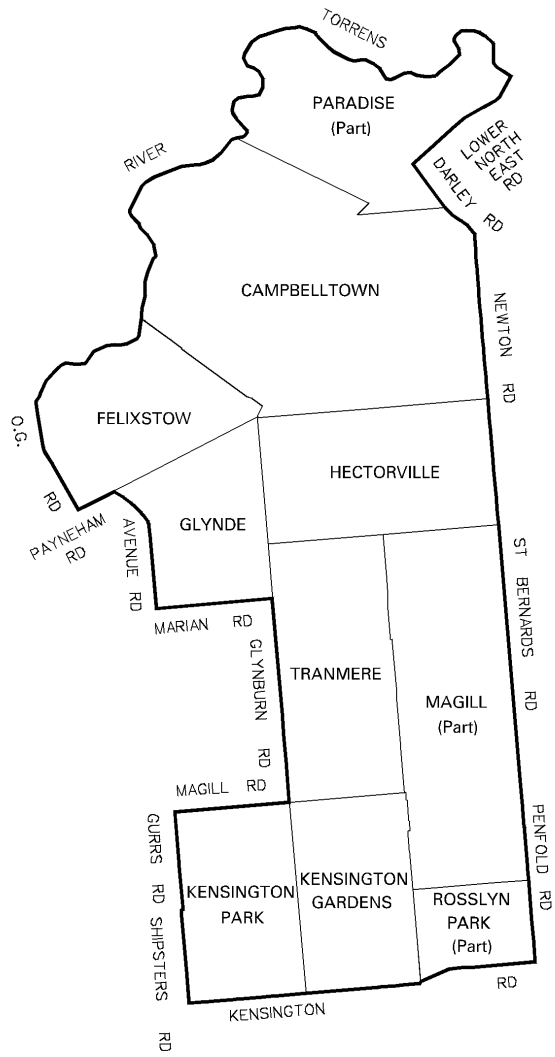 TORRENS
PARADISE
(Part)
LOWER
NORTH
EAST
RD
RIVER
DARLEY RD
CAMPBELLTOWN
NEWTON RD
FELIXSTOW
O.G. RD
HECTORVILLE
GLYNDE
PAYNEHAM
RD
AVENUE RD
ST BERNARDS RD
MARIAN RD
GLYNBURN RD
TRANMERE
MAGILL
(Part)
MAGILL RD
GURRS RD
PENFOLD RD
KENSINGTON
PARK
KENSINGTON
GARDENS
ROSSLYN
PARK
(Part)
SHIPSTERS RD
KENSINGTON RD